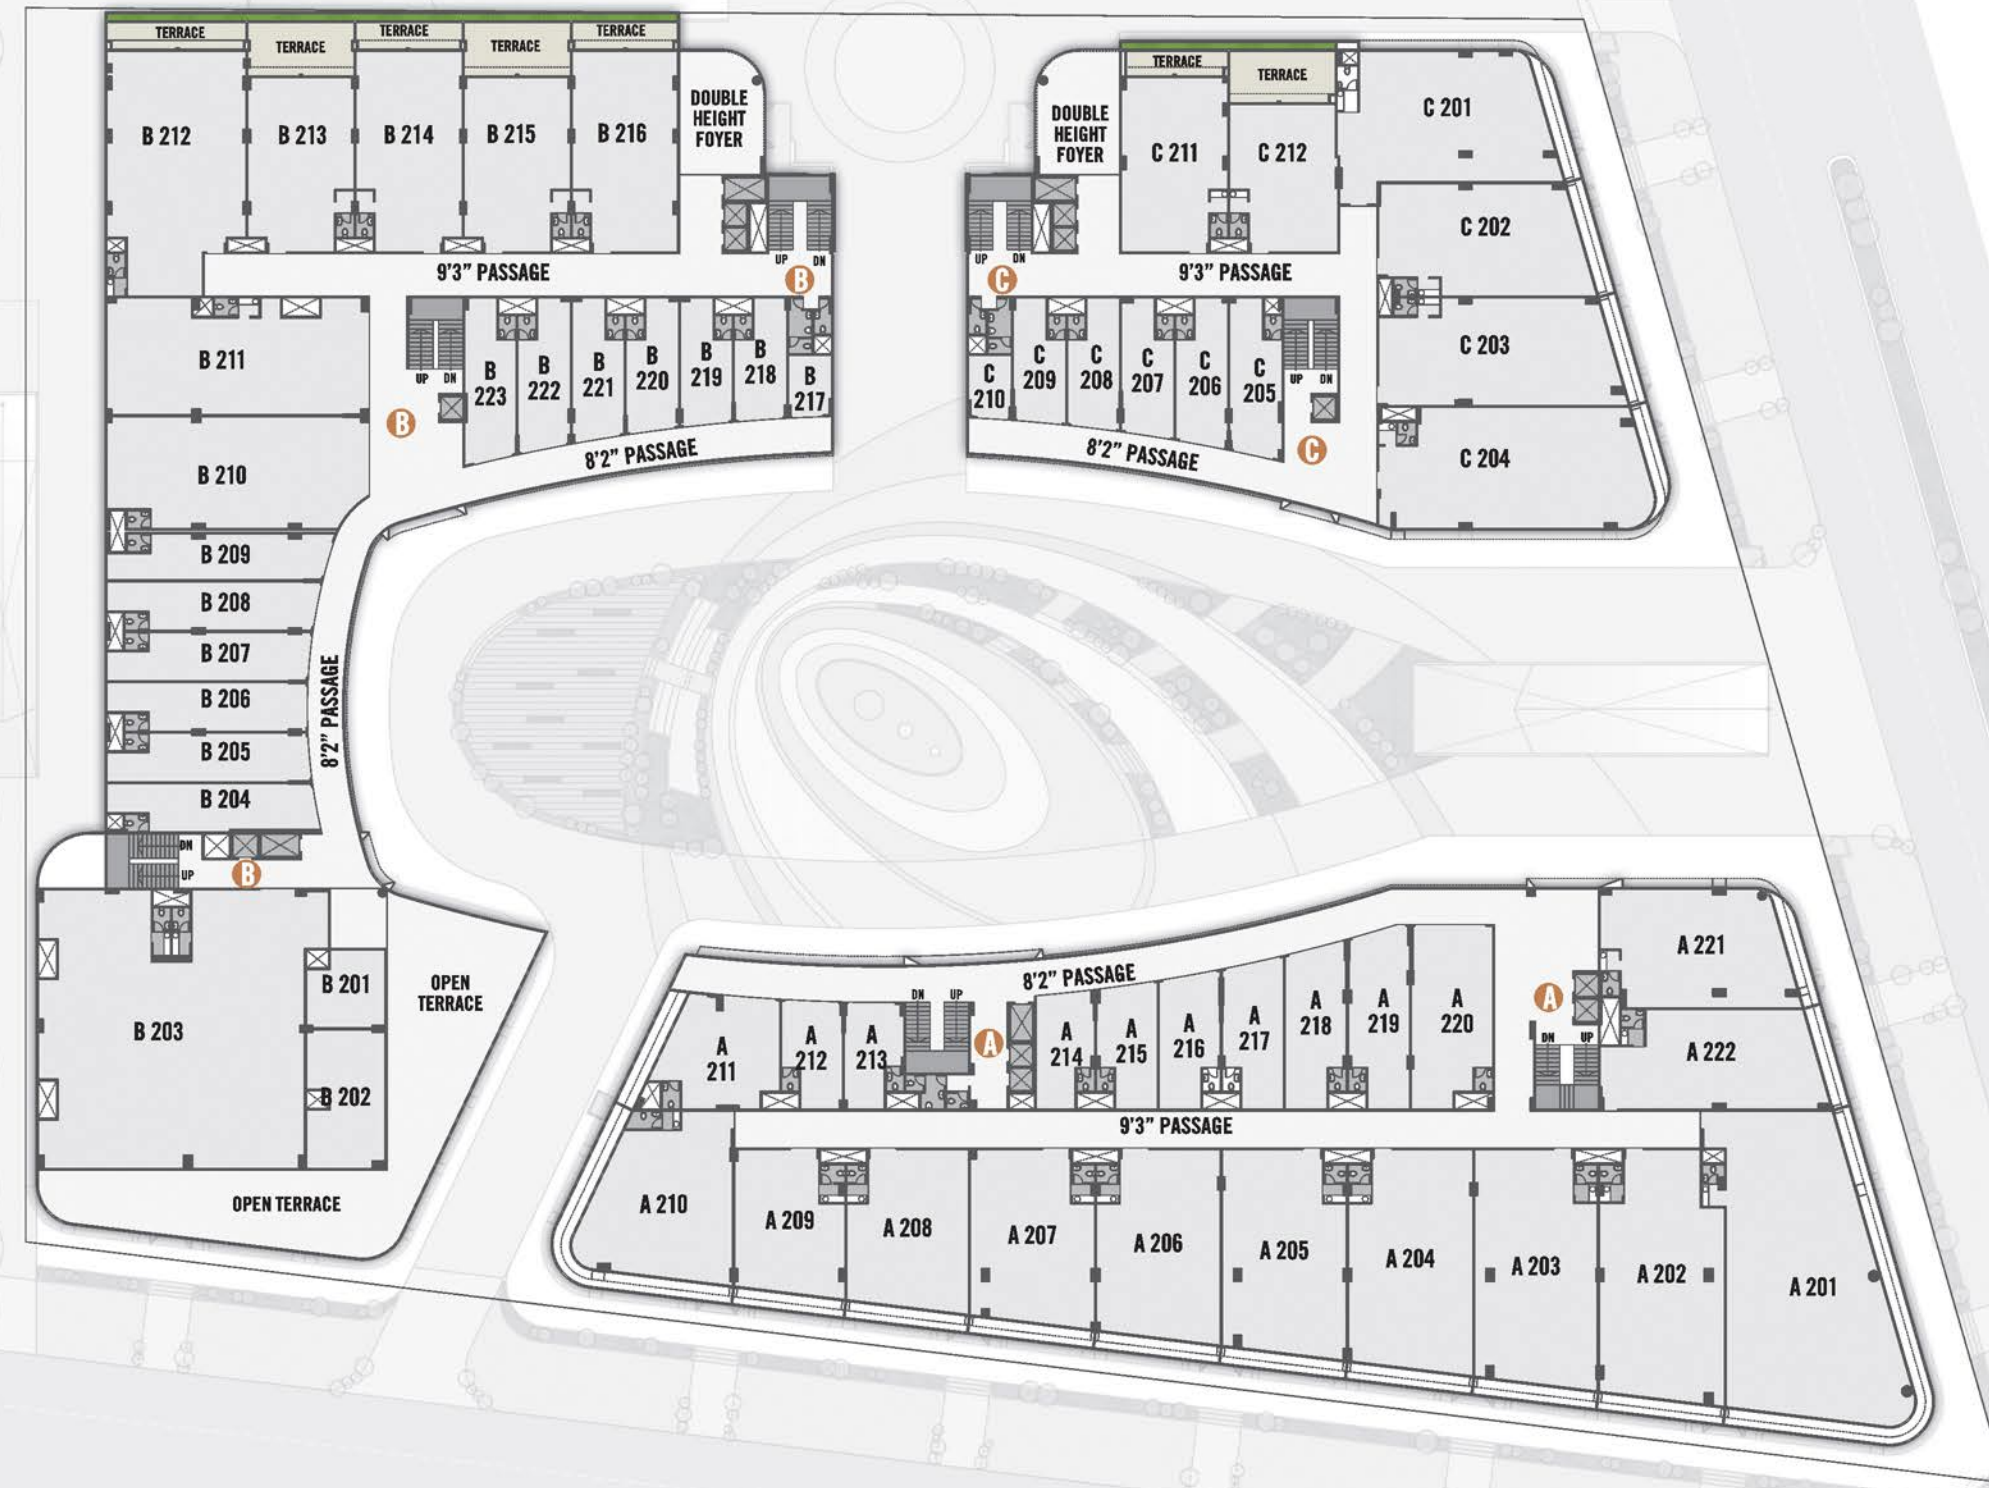 TERRACE
TERRACE
TERRACE
TERRACE
TERRACE
B 212
B 213
B 214
B 215
B 216
DOUBLE
HEIGHT
FOYER
DOUBLE
HEIGHT
FOYER
TERRACE
TERRACE
C 211
C 212
C 201
C 202
C 203
C 204
9'3" PASSAGE
UP
DN
B
UP
DN
C
9'3" PASSAGE
B 211
B 210
UP
DN
B
B
223
B
222
B
221
B
220
B
219
B
218
B
217
8'2" PASSAGE
C
210
C
209
C
208
C
207
C
206
C
205
UP
DN
C
8'2" PASSAGE
B 209
B 208
B 207
B 206
B 205
B 204
8'2" PASSAGE
DN
UP
B
B 203
B 201
B 202
OPEN
TERRACE
OPEN TERRACE
8'2" PASSAGE
A
211
A
212
A
213
DN
UP
A
A
214
A
215
A
216
A
217
A
218
A
219
A
220
A
DN
UP
A 221
A 222
9'3" PASSAGE
A 210
A 209
A 208
A 207
A 206
A 205
A 204
A 203
A 202
A 201